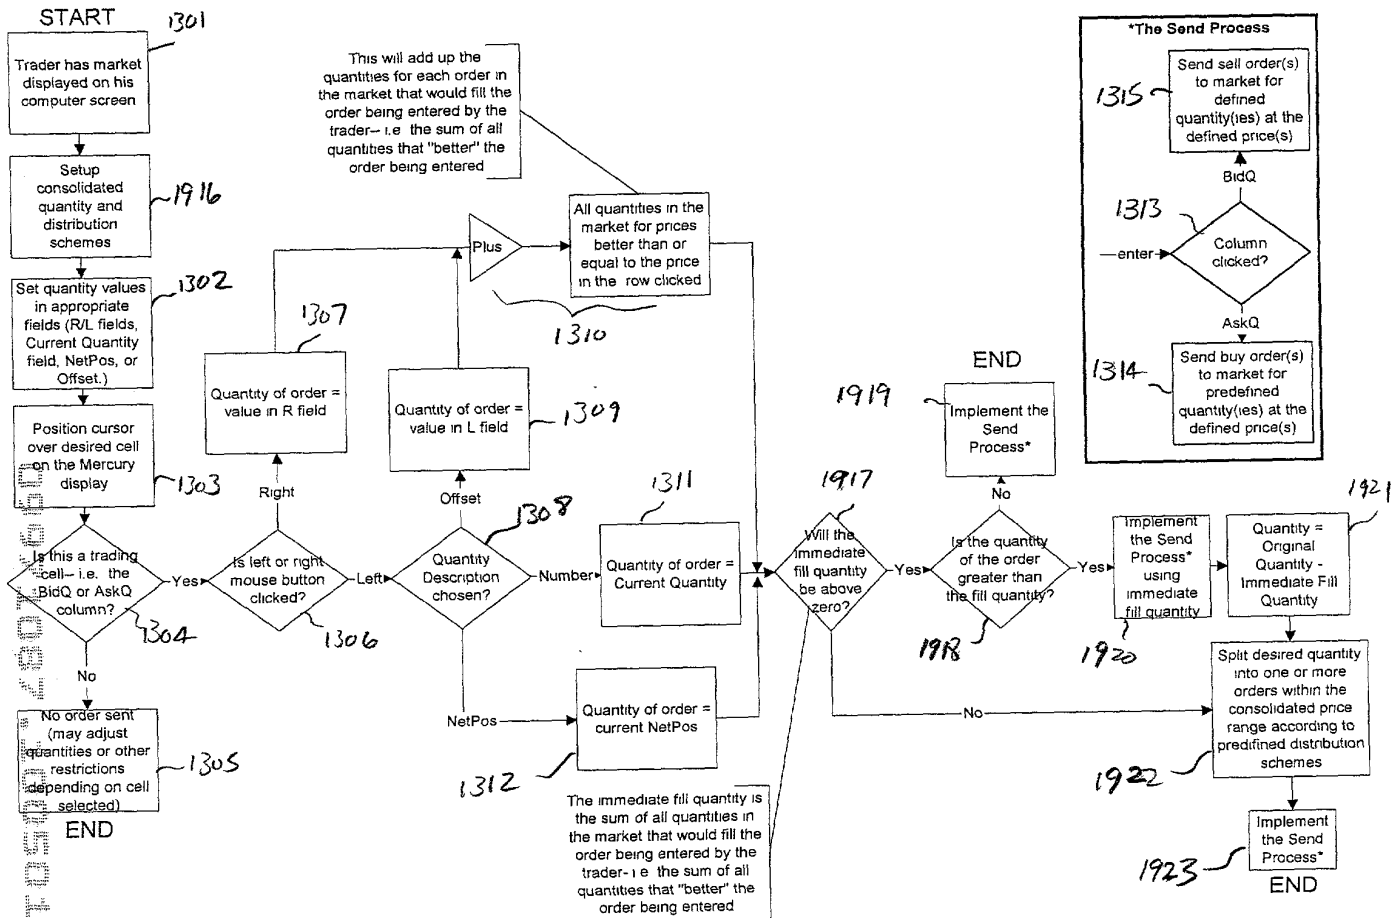 START
1301
Trader has market
displayed on his
computer screen
Setup
consolidated
quantity and
distribution
schemes
1916
Set quantity values
in appropriate
fields (R/L fields,
Current Quantity
field, NetPos, or
Offset.)
1302
Position cursor
over desired cell
on the Mercury
display
1303
Is this a trading
cell-- i.e. the
BidQ or AskQ
column?
1304
Yes
No
No order sent
(may adjust
quantities or other
restrictions
depending on cell
selected)
1305
END
This will add up the
quantities for each order in
the market that would fill the
order being entered by the
trader-- i.e the sum of all
quantities that "better" the
order being entered
Plus
All quantities in the
market for prices
better than or
equal to the price
in the row clicked
1310
1307
Quantity of order =
value in R field
Right
Is left or right
mouse button
clicked?
1306
Left
Quantity of order =
value in L field
1309
Offset
1308
Quantity
Description
chosen?
Number
1311
Quantity of order =
Current Quantity
NetPos
Quantity of order =
current NetPos
1312
The immediate fill quantity is
the sum of all quantities in
the market that would fill the
order being entered by the
trader- i e the sum of all
quantities that "better" the
order being entered
1917
Will the
immediate
fill quantity
be above
zero?
Yes
No
END
1919
Implement the
Send
Process*
No
Is the quantity
of the order
greater than
the fill quantity?
1918
Yes
Implement
the Send
Process*
using
immediate
fill quantity
1920
1921
Quantity =
Original
Quantity -
Immediate Fill
Quantity
Split desired quantity
into one or more
orders within the
consolidated price
range according to
predifined distribution
schemes
1922
Implement
the Send
Process*
1923
END
*The Send Process
Send sell order(s)
to market for
defined
quantity(ies) at the
defined price(s)
1315
BidQ
1313
enter
Column
clicked?
AskQ
1314
Send buy order(s)
to market for
predefined
quantity(ies) at the
defined price(s)